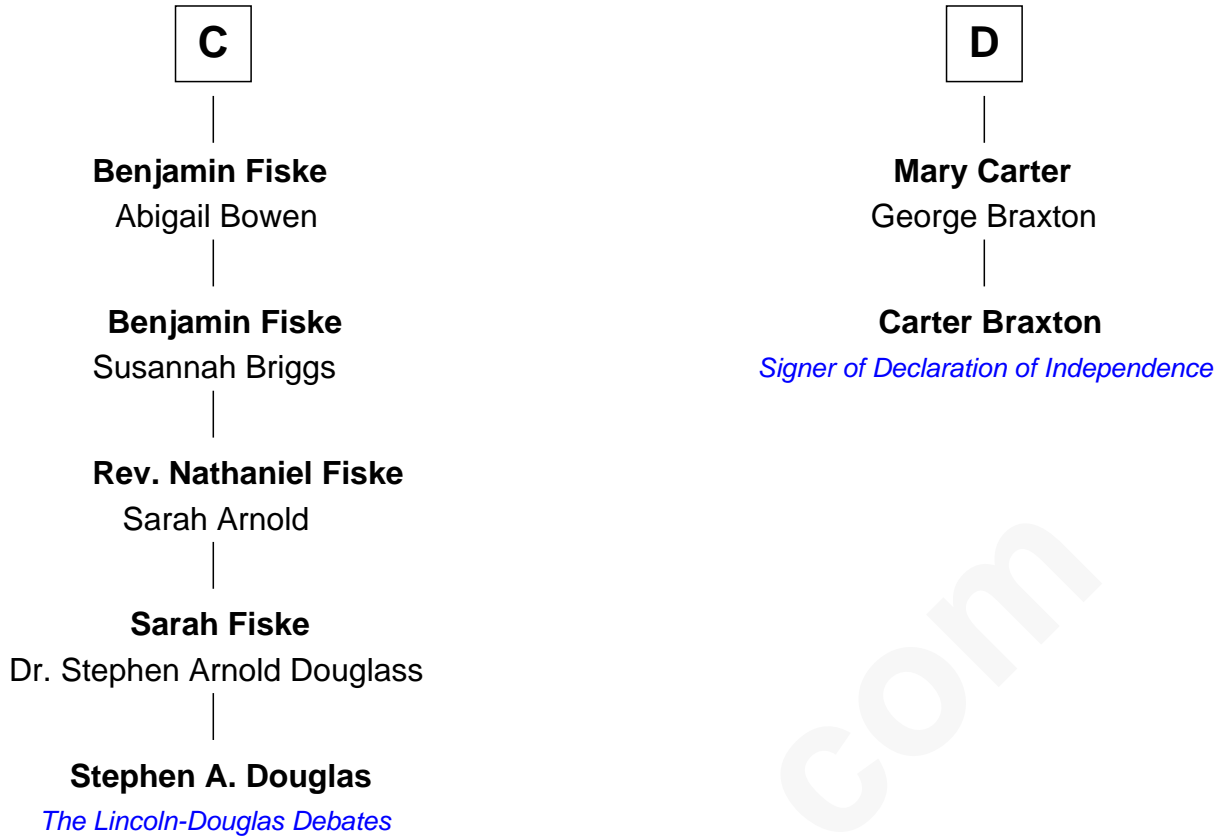 C
Benjamin Fiske
Abigail Bowen
Benjamin Fiske
Susannah Briggs
Rev. Nathaniel Fiske
Sarah Arnold
Sarah Fiske
Dr. Stephen Arnold Douglass
Stephen A. Douglas
The Lincoln-Douglas Debates
D
Mary Carter
George Braxton
Carter Braxton
Signer of Declaration of Independence
com